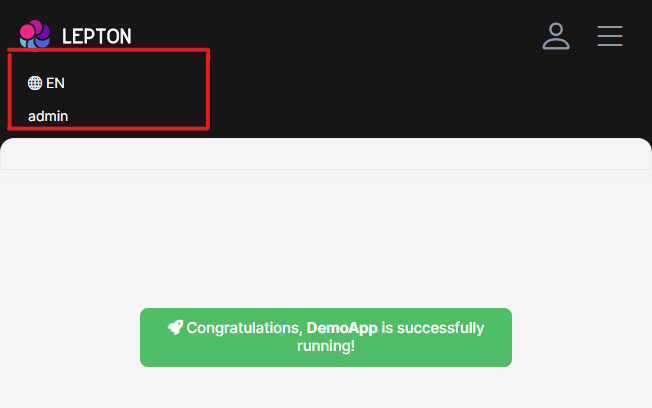 LEPTON
EN
admin
Congratulations, DemoApp is successfully
running!